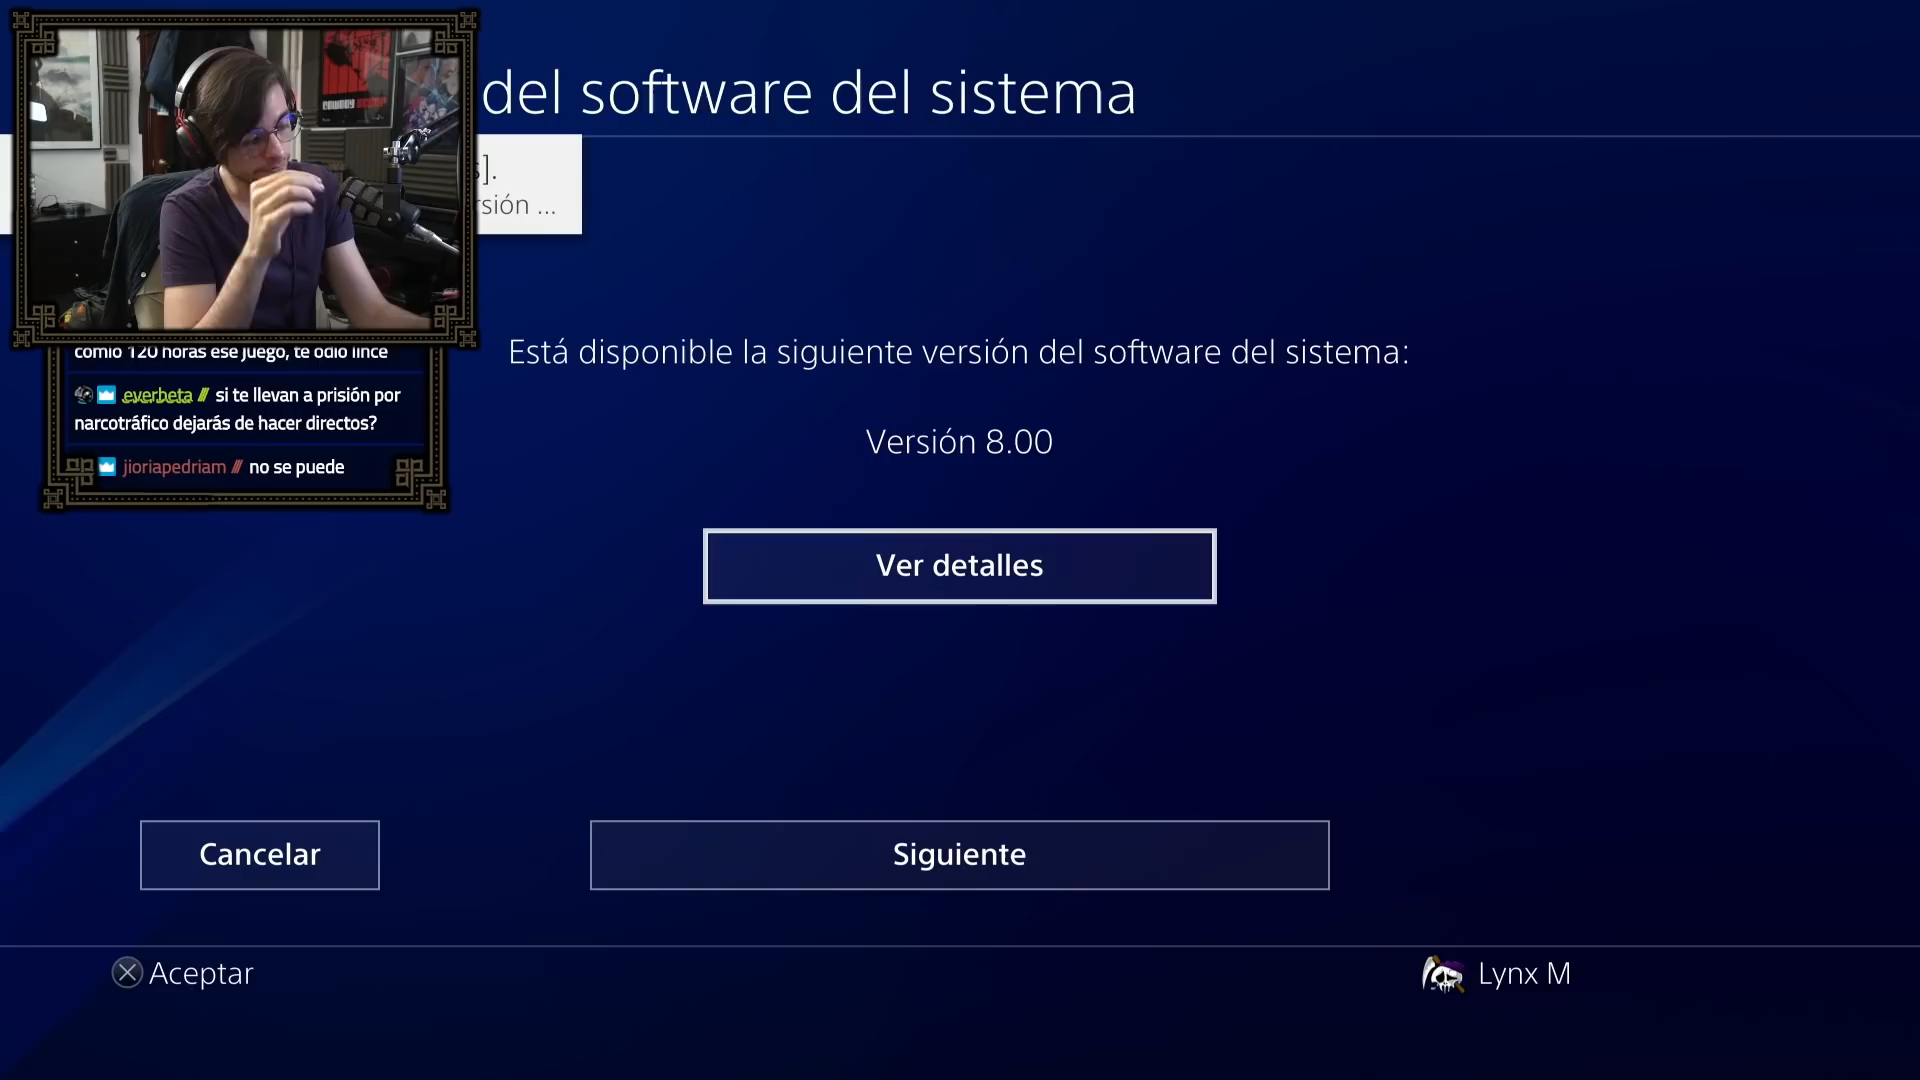 del software del sistema
].
rsión ...
comió 120 horas ese juego, te odio lince
everbeta /// si te llevan a prisión por
narcotráfico dejarás de hacer directos?
jioriapedriam /// no se puede
Está disponible la siguiente versión del software del sistema:
Versión 8.00
Ver detalles
Cancelar
Siguiente
Aceptar
Lynx M